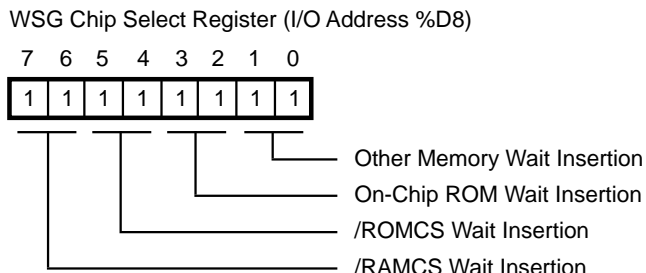 WSG Chip Select Register (I/O Address %D8)
7 6 5 4 3 2 1 0
1 1 1 1 1 1 1 1
Other Memory Wait Insertion
On-Chip ROM Wait Insertion
/ROMCS Wait Insertion
/RAMCS Wait Insertion